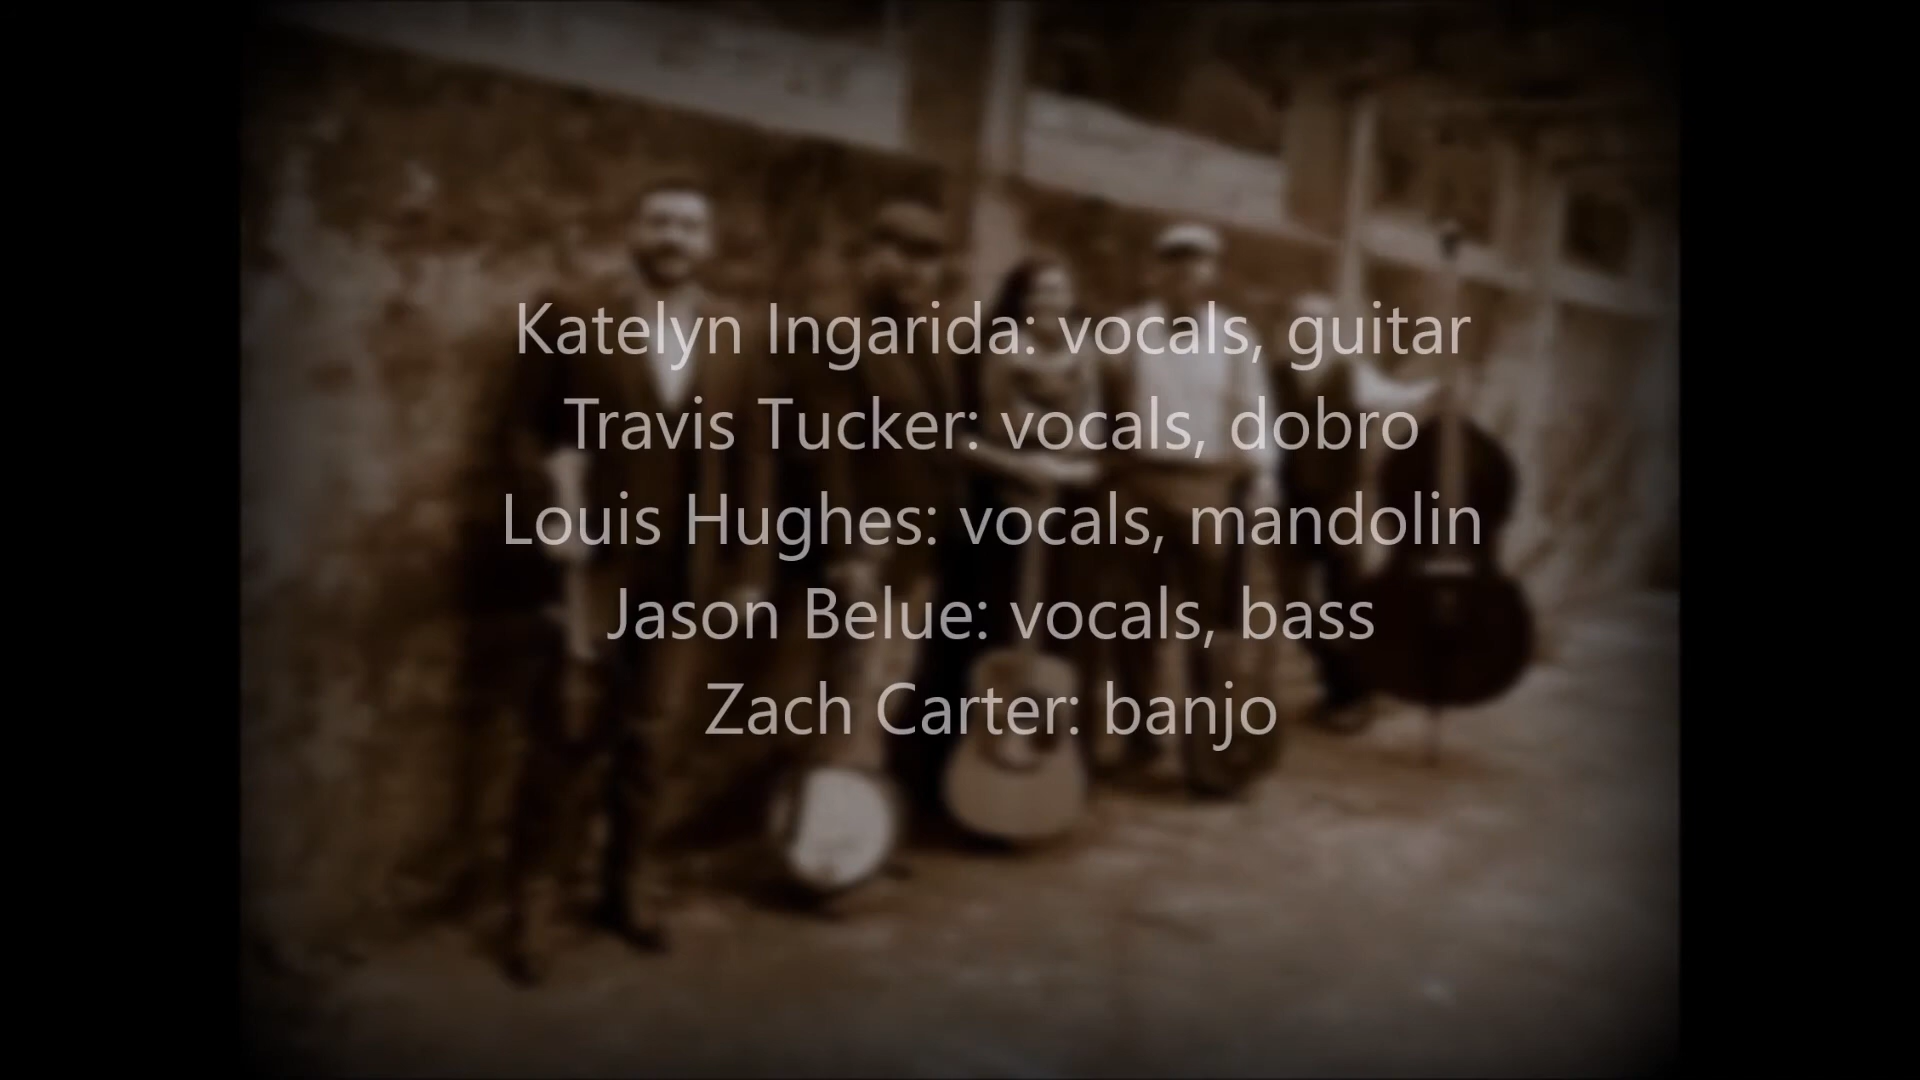 Katelyn Ingarida: vocals, guitar
Travis Tucker: vocals, dobro
Louis Hughes: vocals, mandolin
Jason Belue: vocals, bass
Zach Carter: banjo